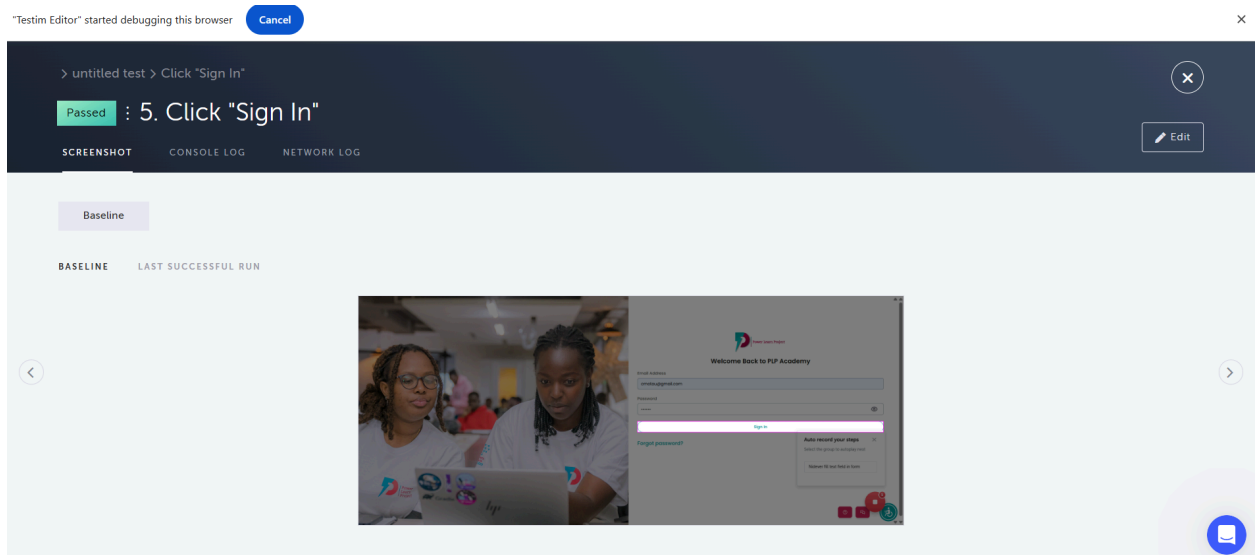 "Testim Editor" started debugging this browser
Cancel
> untitled test > Click "Sign In"
Passed
5. Click "Sign In"
Edit
SCREENSHOT
CONSOLE LOG
NETWORK LOG
Baseline
BASELINE
LAST SUCCESSFUL RUN
Welcome Back to PLP Academy
Email Address
Password
Sign In
Forgot password?
Auto record your steps
hp